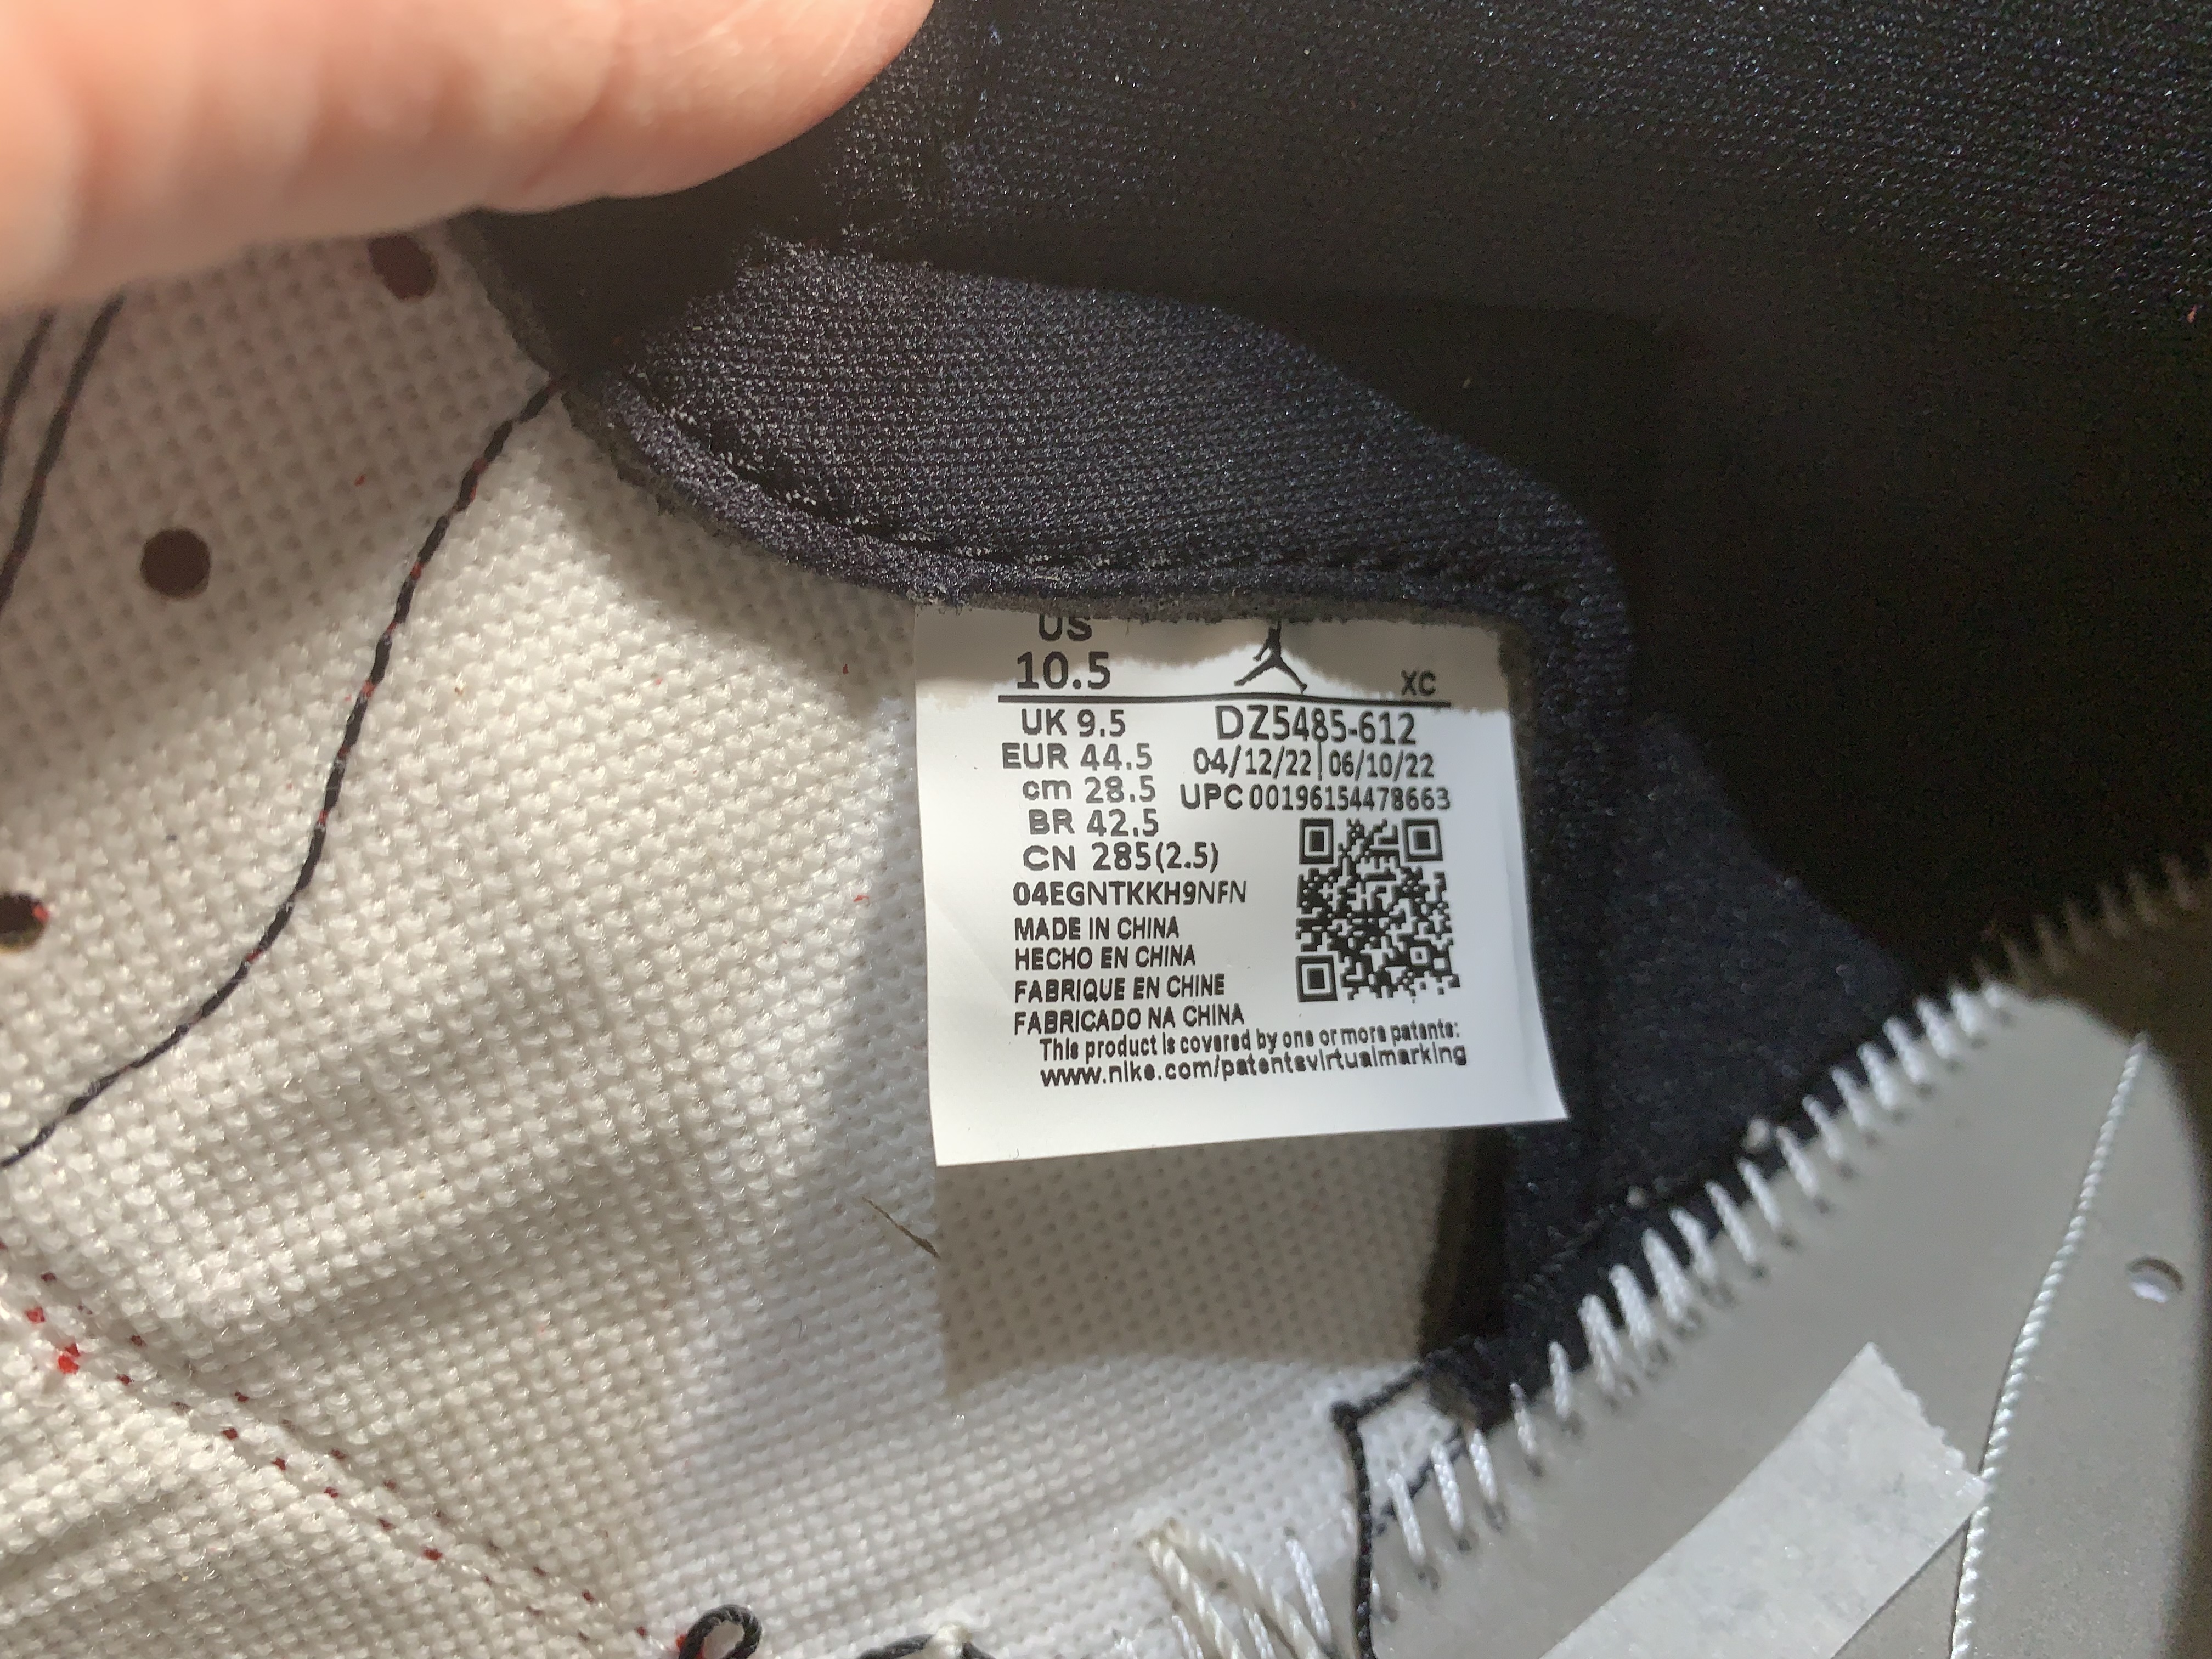 US
10.5
XC
UK 9.5
DZ5485-612
EUR 44.5
04/12/22|06/10/22
cm 28.5
UPC00196154478663
BR 42.5
CN 285(2.5)
04EGNTKKH9NFN
MADE IN CHINA
HECHO EN CHINA
FABRIQUE EN CHINE
FABRICADO NA CHINA
This product is covered by one or more patents:
www.nike.com/patentsvirtualmarking